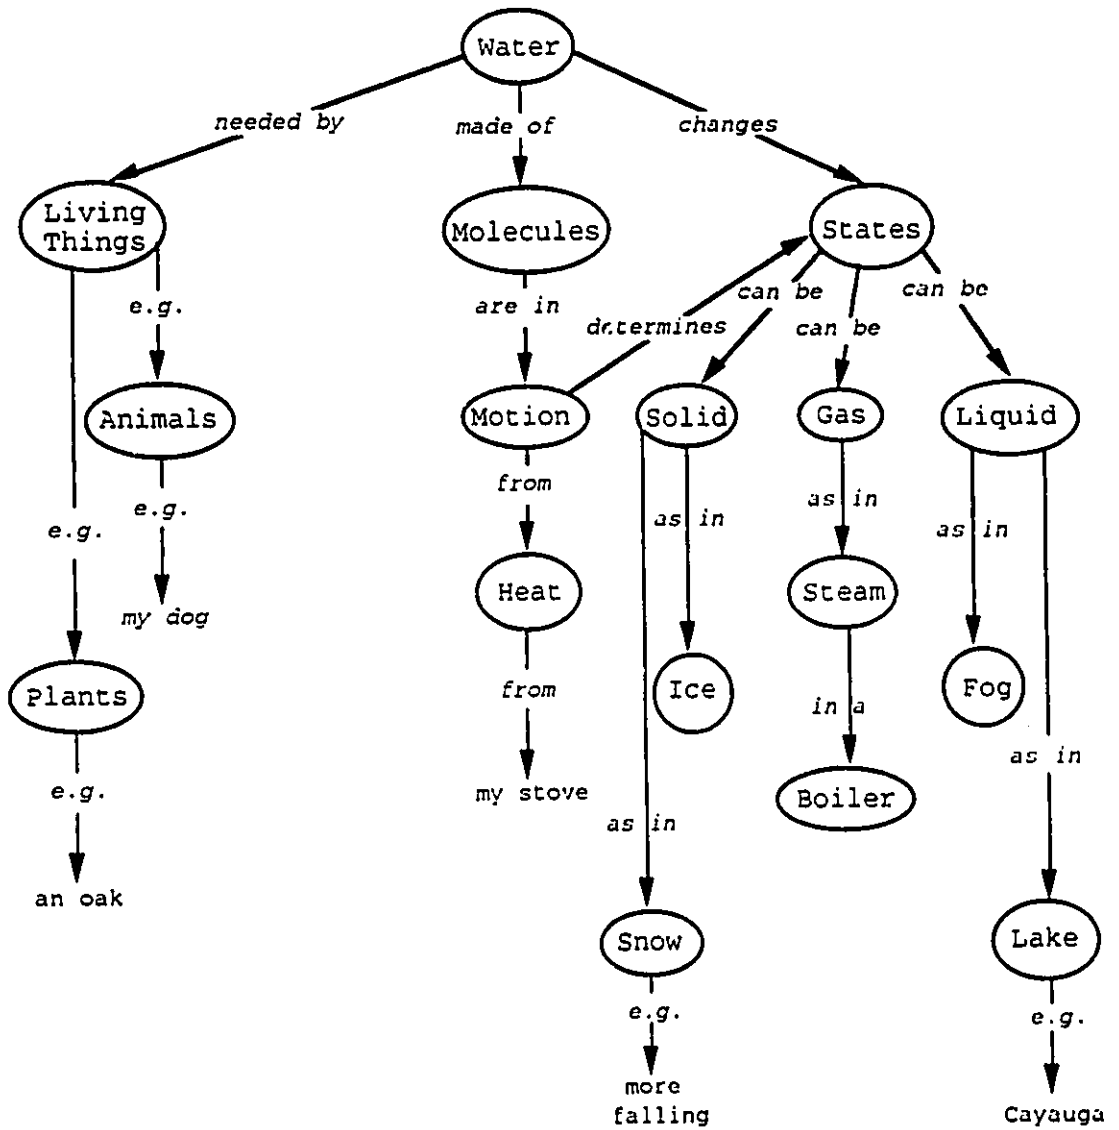 Water
needed by
made of
changes
Living
Things
Molecules
States
e.g.
are in
determines
can be
can be
can be
Animals
Motion
Solid
Gas
Liquid
e.g.
e.g.
from
as in
as in
as in
my dog
Heat
Steam
Plants
Ice
Fog
from
in a
as in
e.g.
my stove
Boiler
as in
an oak
Snow
Lake
e.g.
e.g.
more
falling
Cayauga